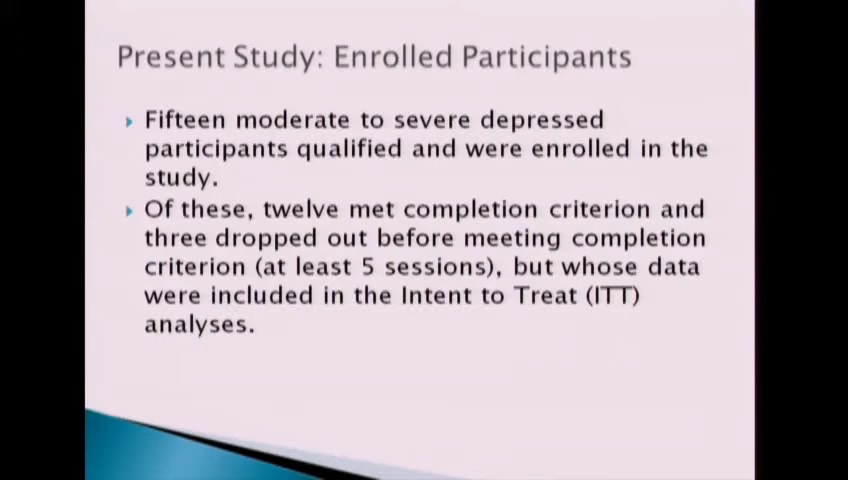 Present Study: Enrolled Participants
Fifteen moderate to severe depressed
participants qualified and were enrolled in the
study.
Of these, twelve met completion criterion and
three dropped out before meeting completion
criterion (at least 5 sessions), but whose data
were included in the Intent to Treat (ITT)
analyses.